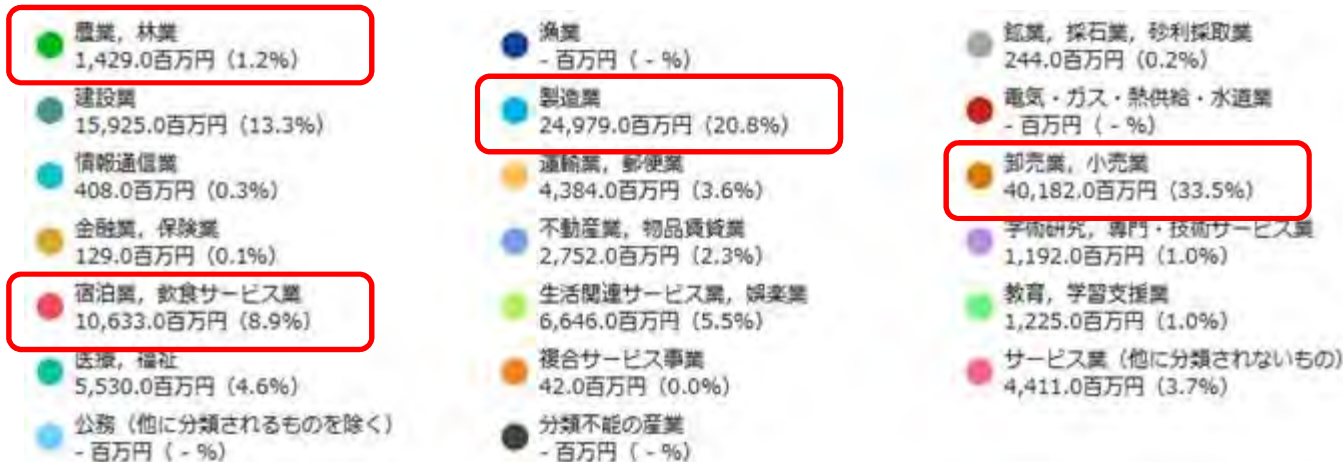 農業，林業
1,429.0百万円（1.2%）
漁業
- 百万円（ - %）
鉱業，採石業，砂利採取業
244.0百万円（0.2%）
建設業
15,925.0百万円（13.3%）
製造業
24,979.0百万円（20.8%）
電気・ガス・熱供給・水道業
- 百万円（ - %）
情報通信業
408.0百万円（0.3%）
運輸業，郵便業
4,384.0百万円（3.6%）
卸売業，小売業
40,182.0百万円（33.5%）
金融業，保険業
129.0百万円（0.1%）
不動産業，物品賃貸業
2,752.0百万円（2.3%）
学術研究，専門・技術サービス業
1,192.0百万円（1.0%）
宿泊業，飲食サービス業
10,633.0百万円（8.9%）
生活関連サービス業，娯楽業
6,646.0百万円（5.5%）
教育，学習支援業
1,225.0百万円（1.0%）
医療，福祉
5,530.0百万円（4.6%）
複合サービス事業
42.0百万円（0.0%）
サービス業（他に分類されないもの）
4,411.0百万円（3.7%）
公務（他に分類されるものを除く）
- 百万円（ - %）
分類不能の産業
- 百万円（ - %）